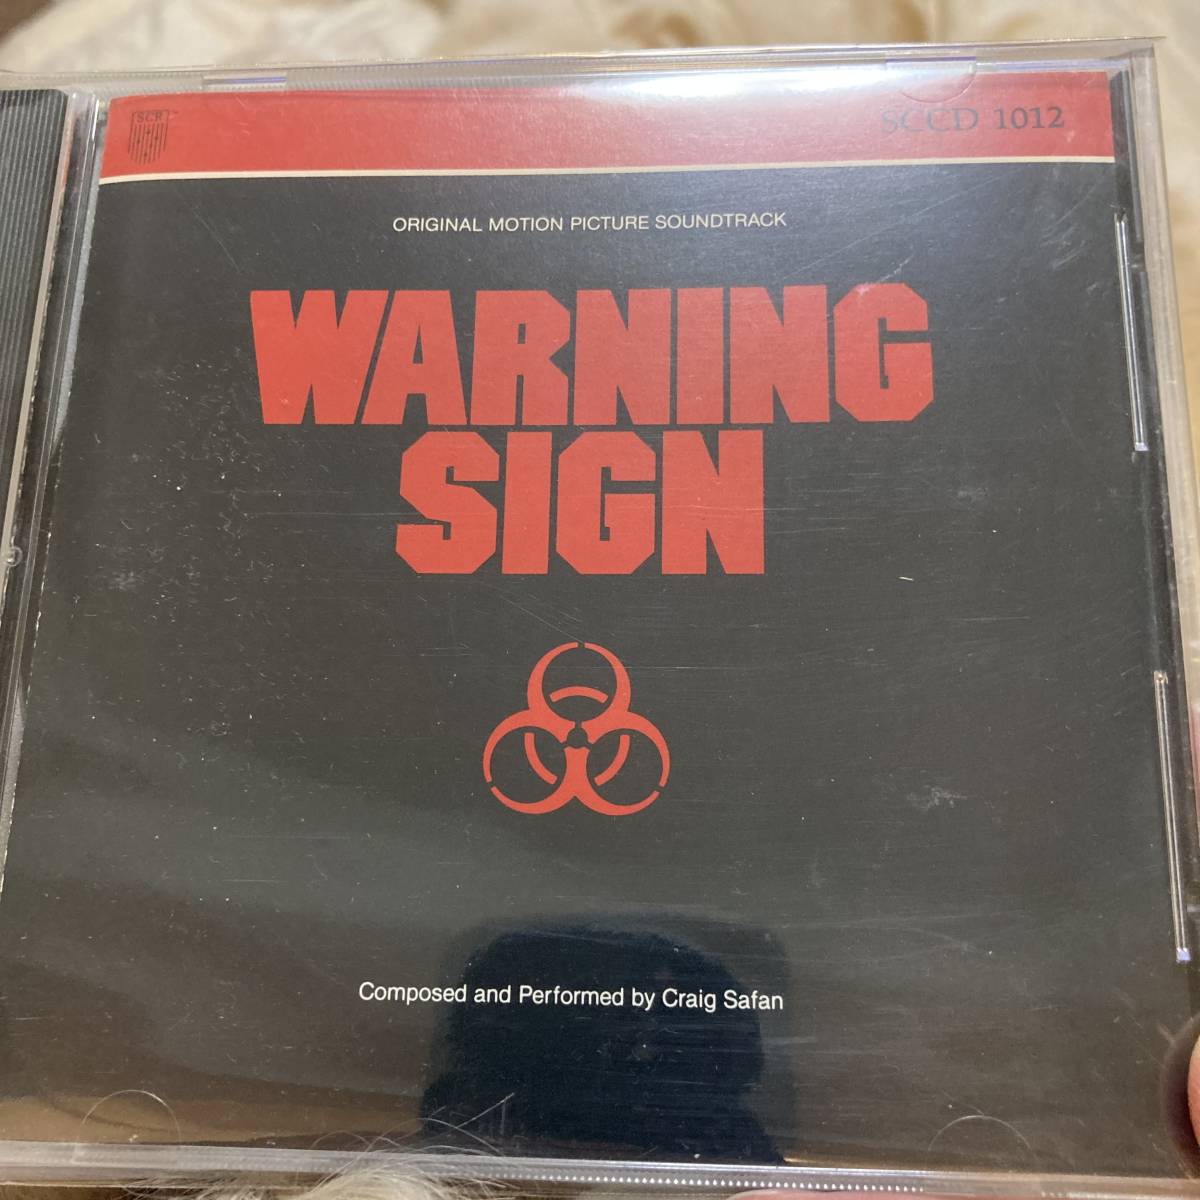 SCR
SCCD 1012
ORIGINAL MOTION PICTURE SOUNDTRACK
WARNING
SIGN
Composed and Performed by Craig Safan